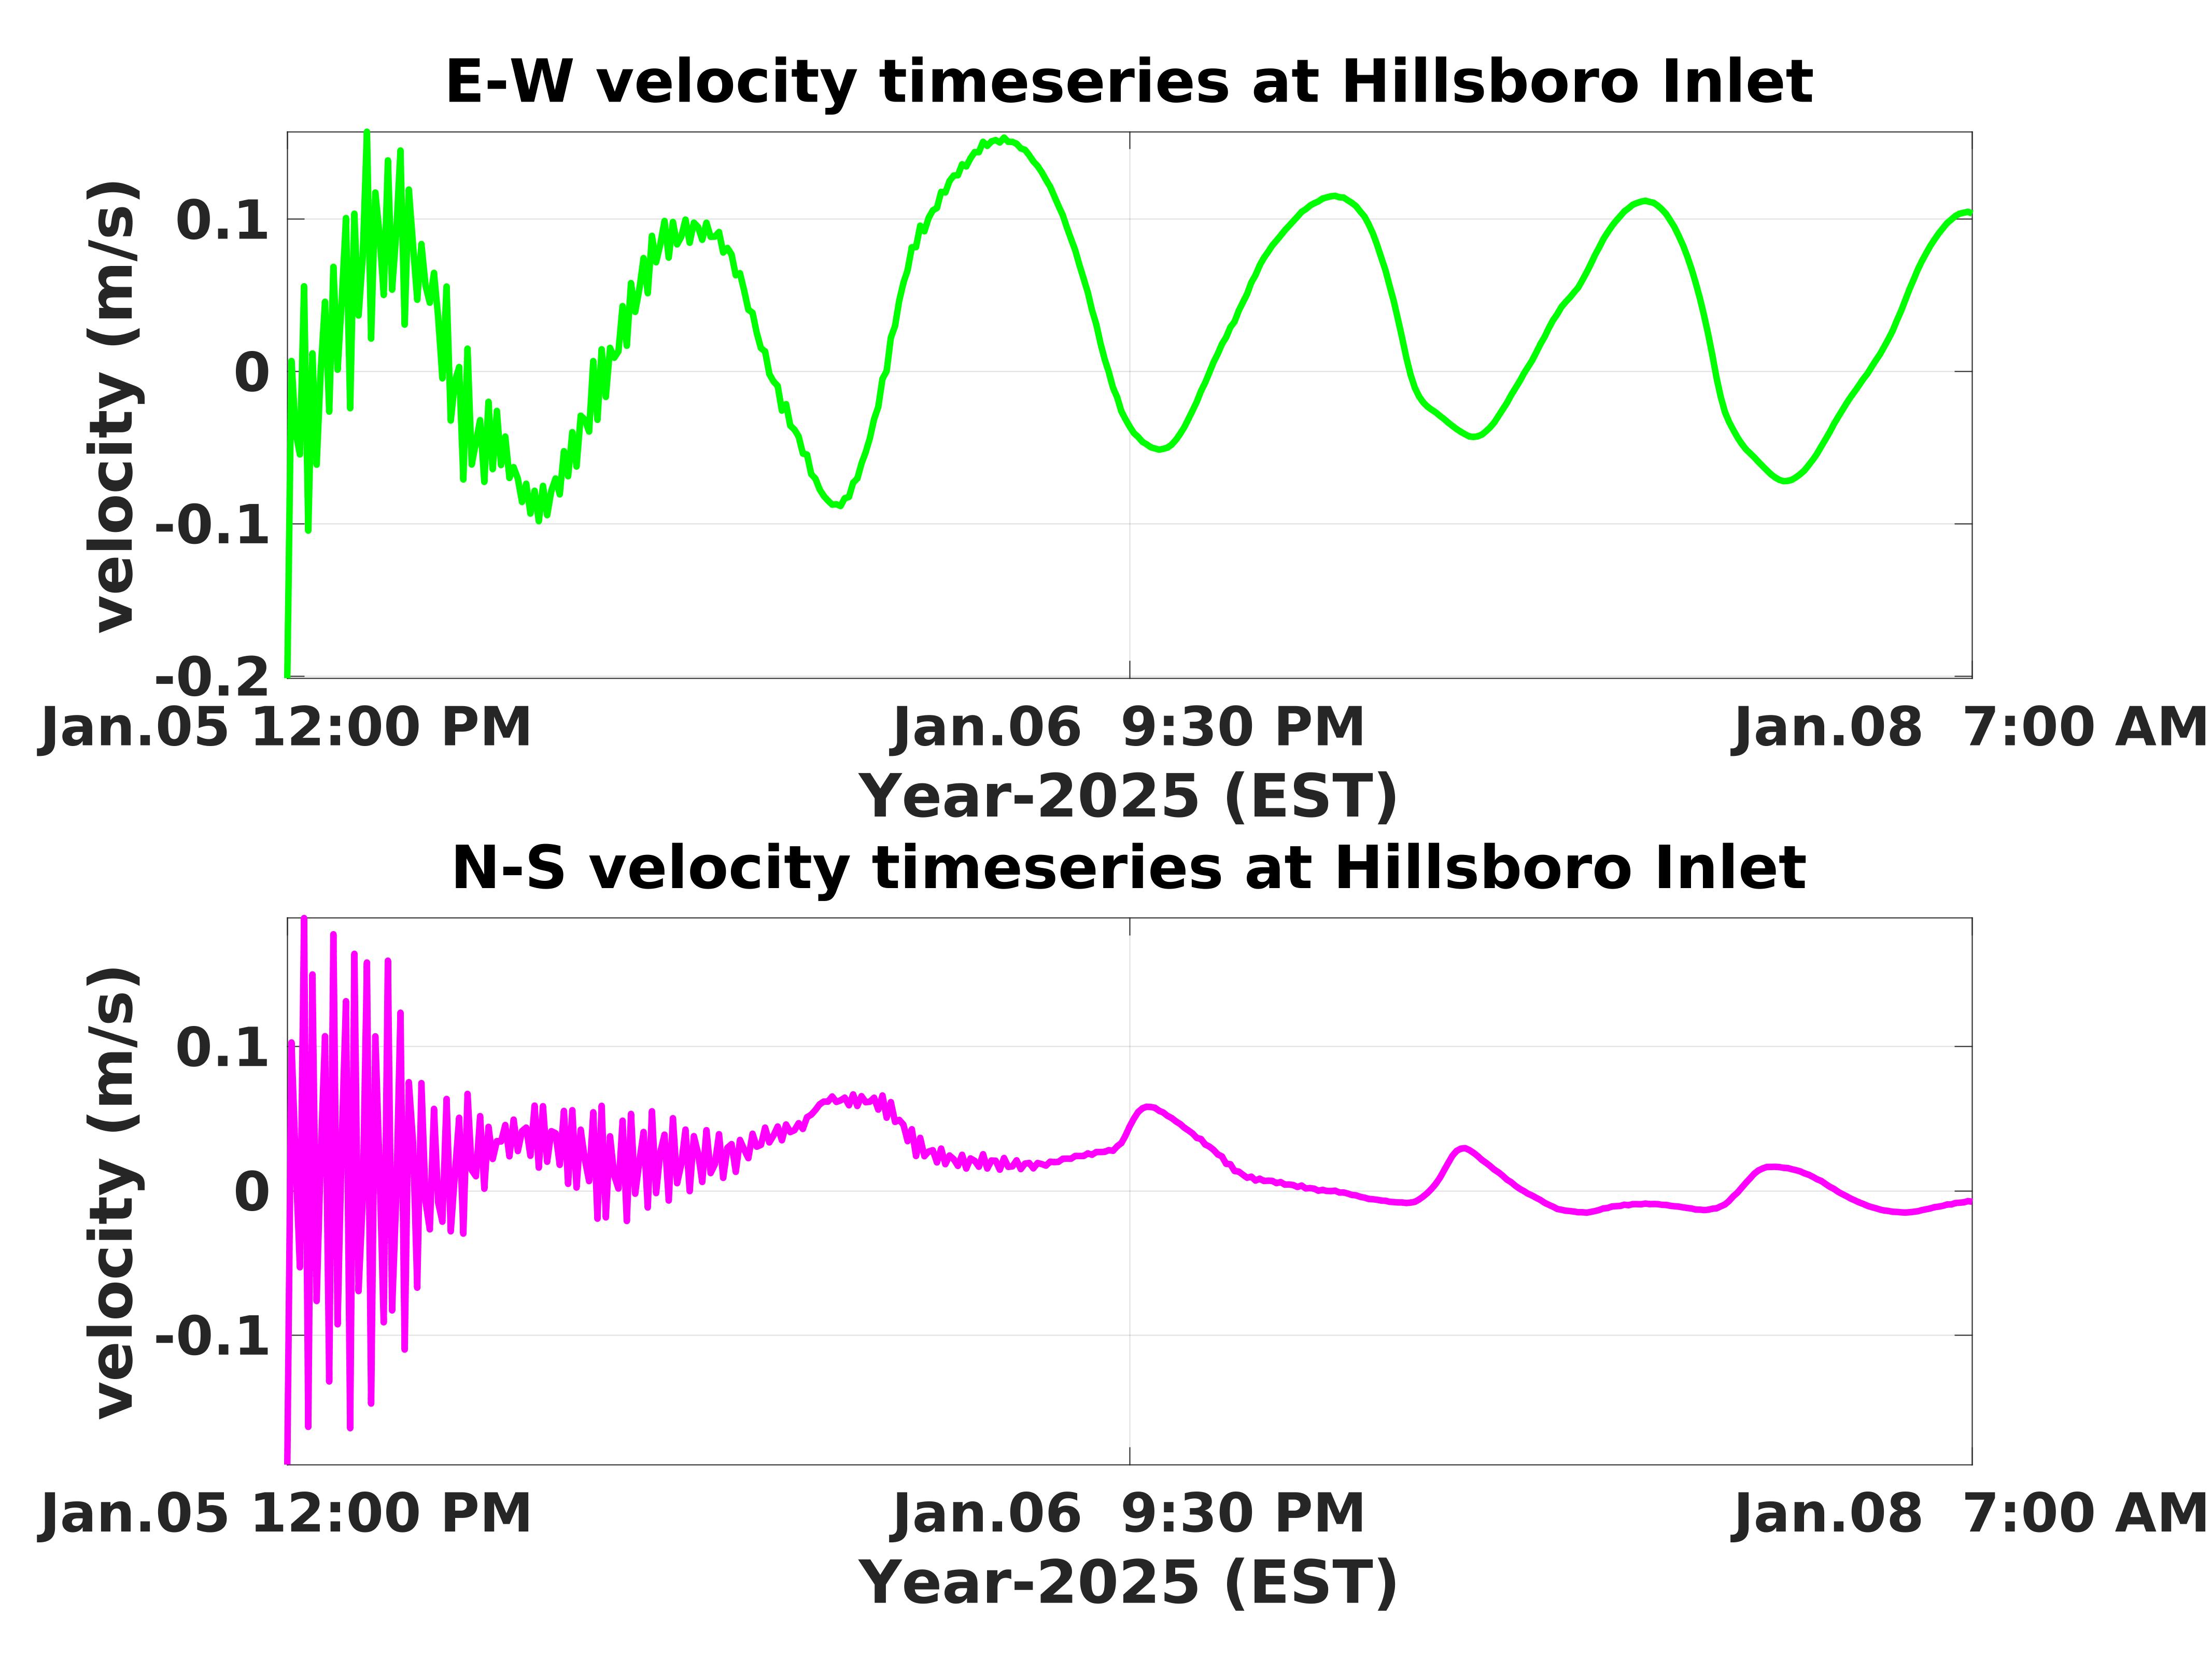 E-W velocity timeseries at Hillsboro Inlet
velocity (m/s)
0.1
0
-0.1
-0.2
Jan.05 12:00 PM
Jan.06  9:30 PM
Jan.08  7:00 AM
Year-2025 (EST)
N-S velocity timeseries at Hillsboro Inlet
velocity (m/s)
0.1
0
-0.1
Jan.05 12:00 PM
Jan.06  9:30 PM
Jan.08  7:00 AM
Year-2025 (EST)